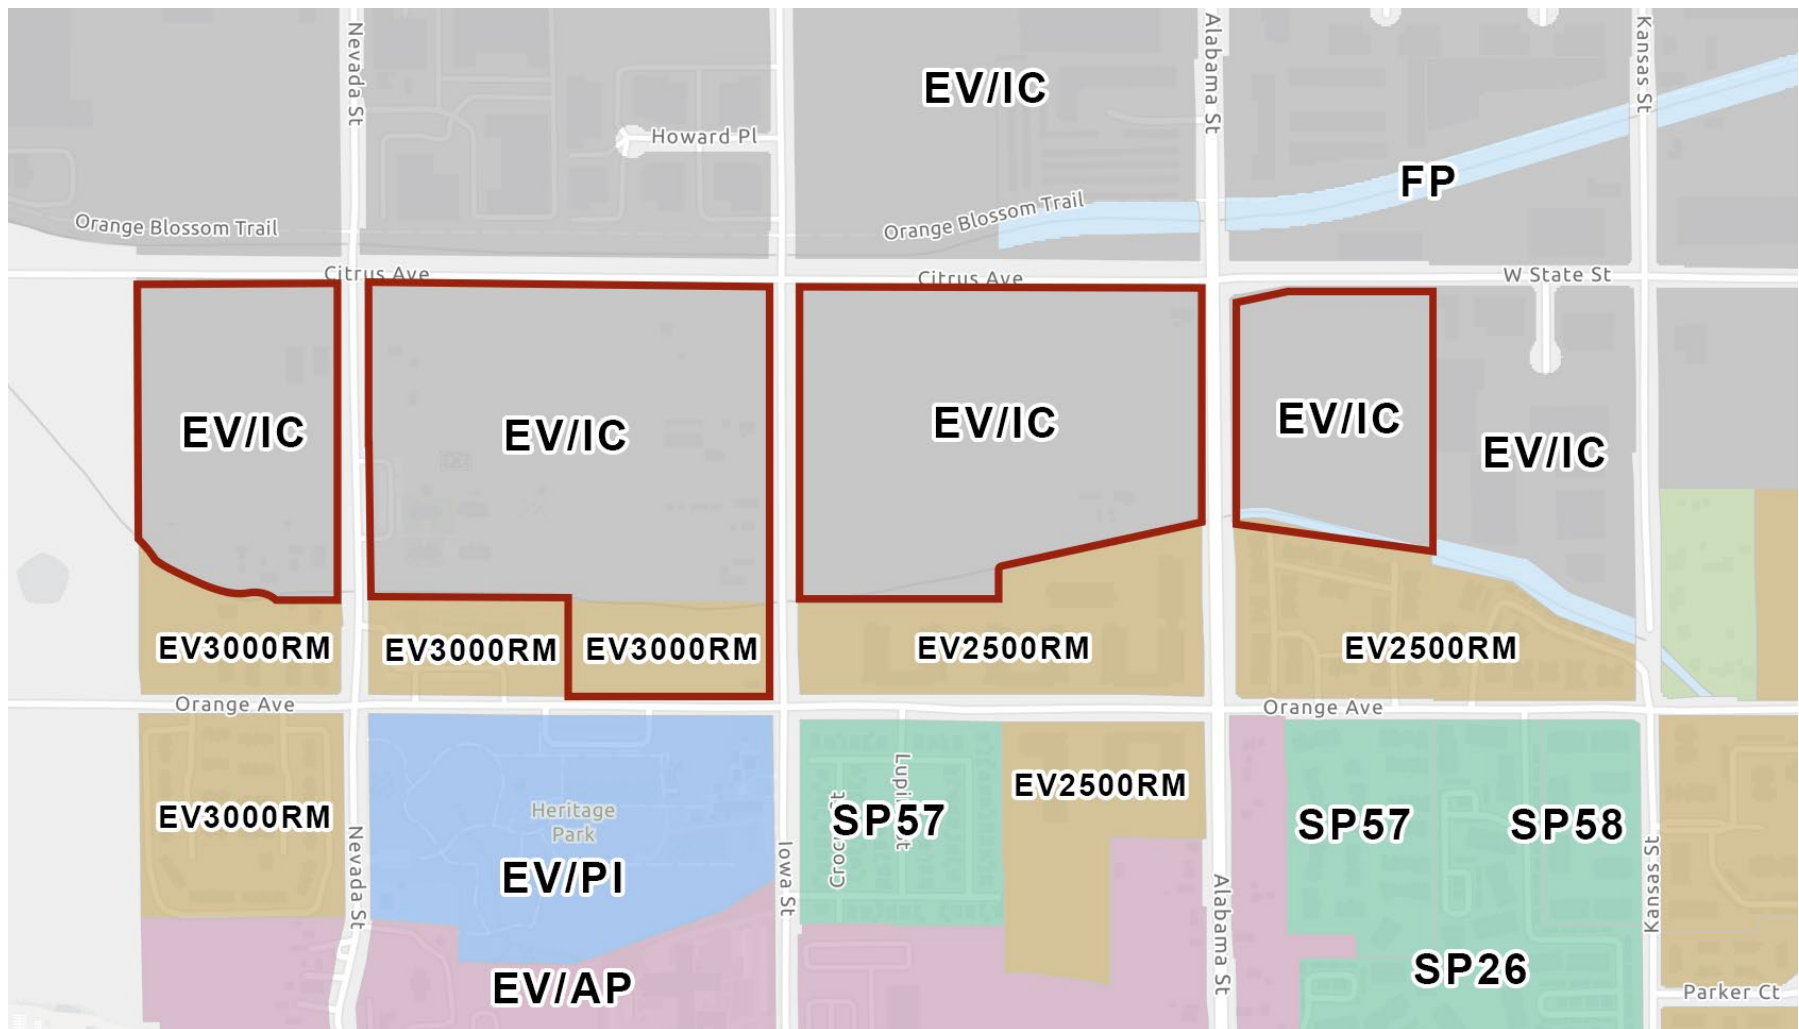 Nevada St
Alabama St
Kansas St
EV/IC
Howard Pl
FP
Orange Blossom Trail
Orange Blossom Trail
Citrus Ave
Citrus Ave
W State St
EV/IC
EV/IC
EV/IC
EV/IC
EV/IC
EV3000RM
EV3000RM
EV3000RM
EV2500RM
EV2500RM
Orange Ave
Orange Ave
EV3000RM
Heritage
Park
EV/PI
SP57
EV2500RM
SP57
SP58
Nevada St
Iowa St
Alabama St
Kansas St
EV/AP
SP26
Parker Ct